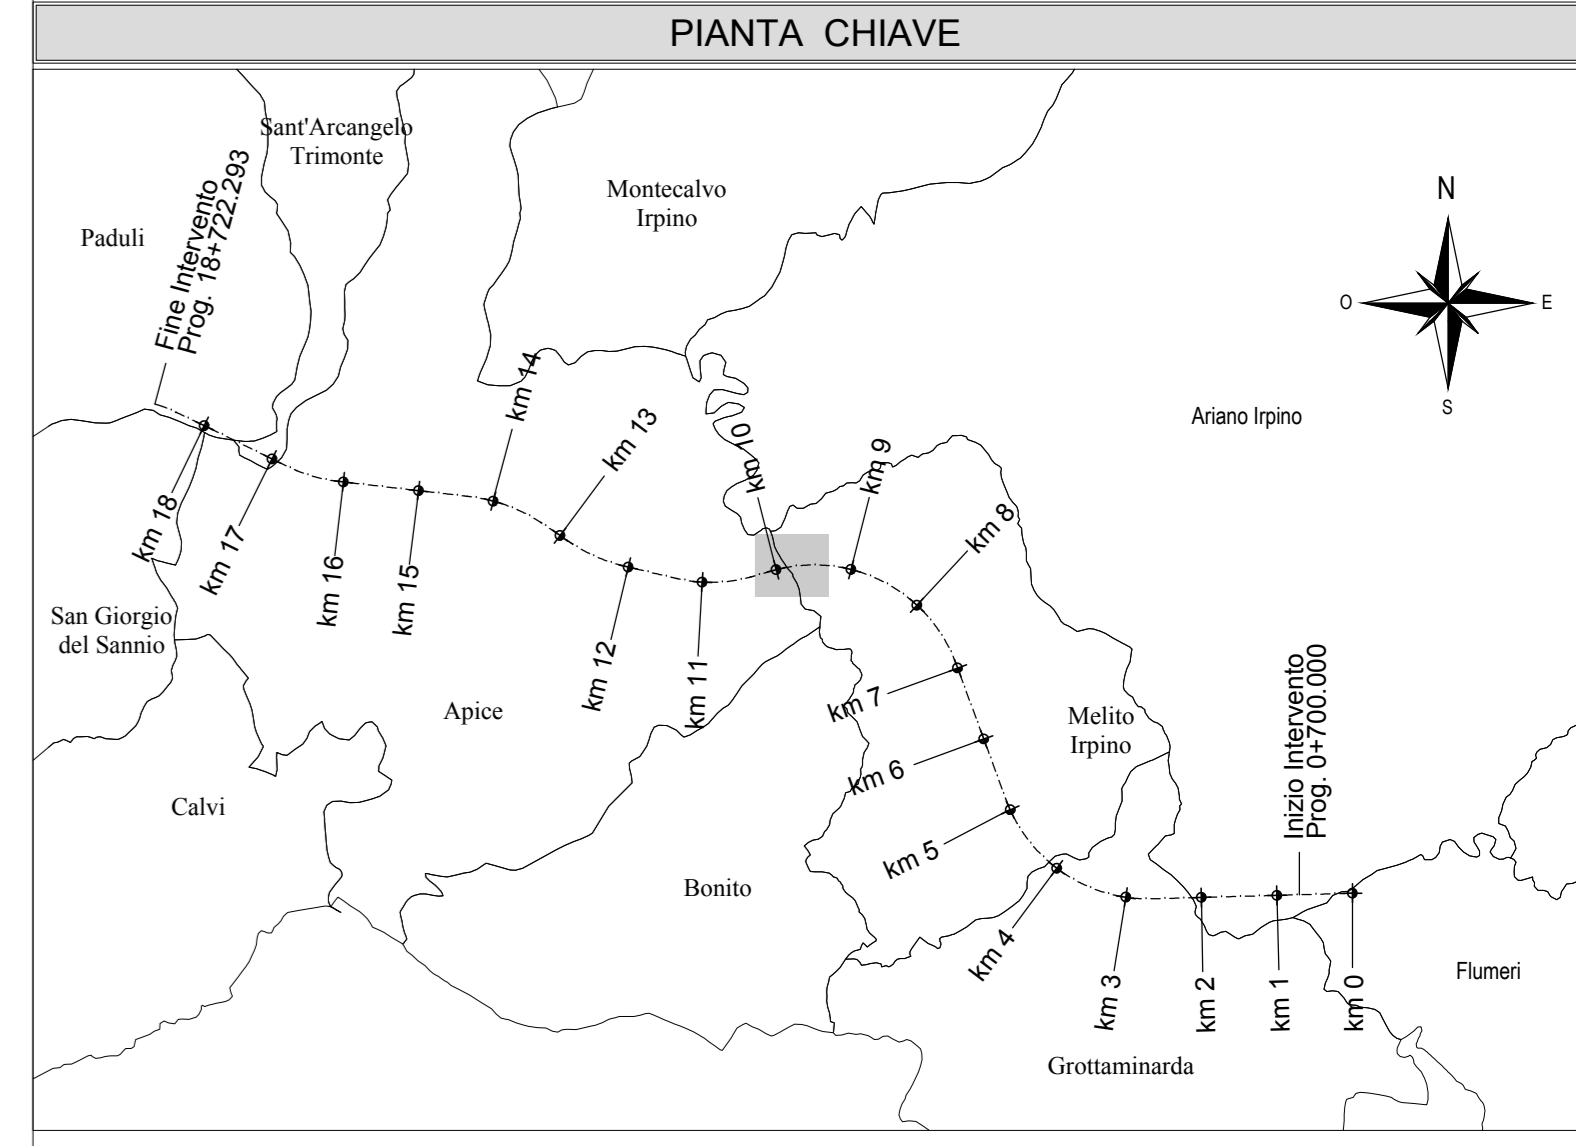 PIANTA CHIAVE
Sant'Arcangelo
Trimonte
Montecalvo
Irpino
Paduli
Fine Intervento
Prog. 18+722.293
N
O
E
S
Ariano Irpino
km 18
km 17
km 16
km 15
km 14
km 13
km 12
km 11
km 10
km 9
km 8
km 7
km 6
km 5
km 4
km 3
km 2
km 1
km 0
San Giorgio
del Sannio
Apice
Melito
Irpino
Inizio Intervento
Prog. 0+700.000
Calvi
Bonito
Flumeri
Grottaminarda